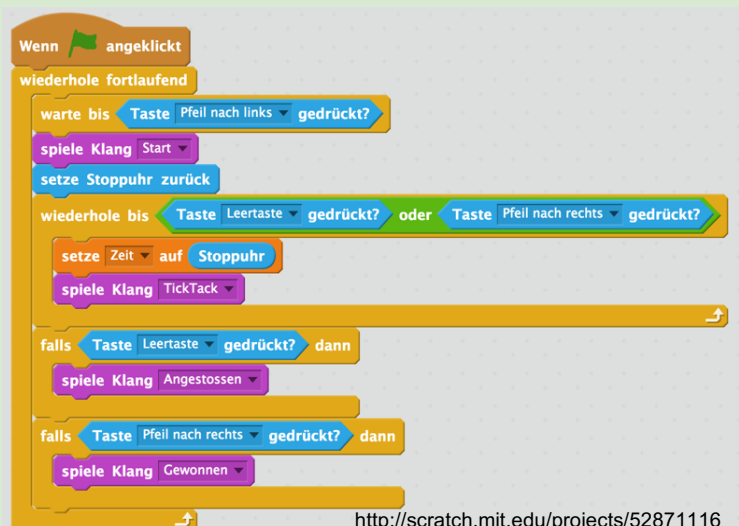 Wenn angeklickt
wiederhole fortlaufend
warte bis Taste Pfeil nach links gedrückt?
spiele Klang Start
setze Stoppuhr zurück
wiederhole bis Taste Leertaste gedrückt? oder Taste Pfeil nach rechts gedrückt?
setze Zeit auf Stoppuhr
spiele Klang TickTack
falls Taste Leertaste gedrückt? dann
spiele Klang Angestossen
falls Taste Pfeil nach rechts gedrückt? dann
spiele Klang Gewonnen
http://scratch.mit.edu/projects/52871116